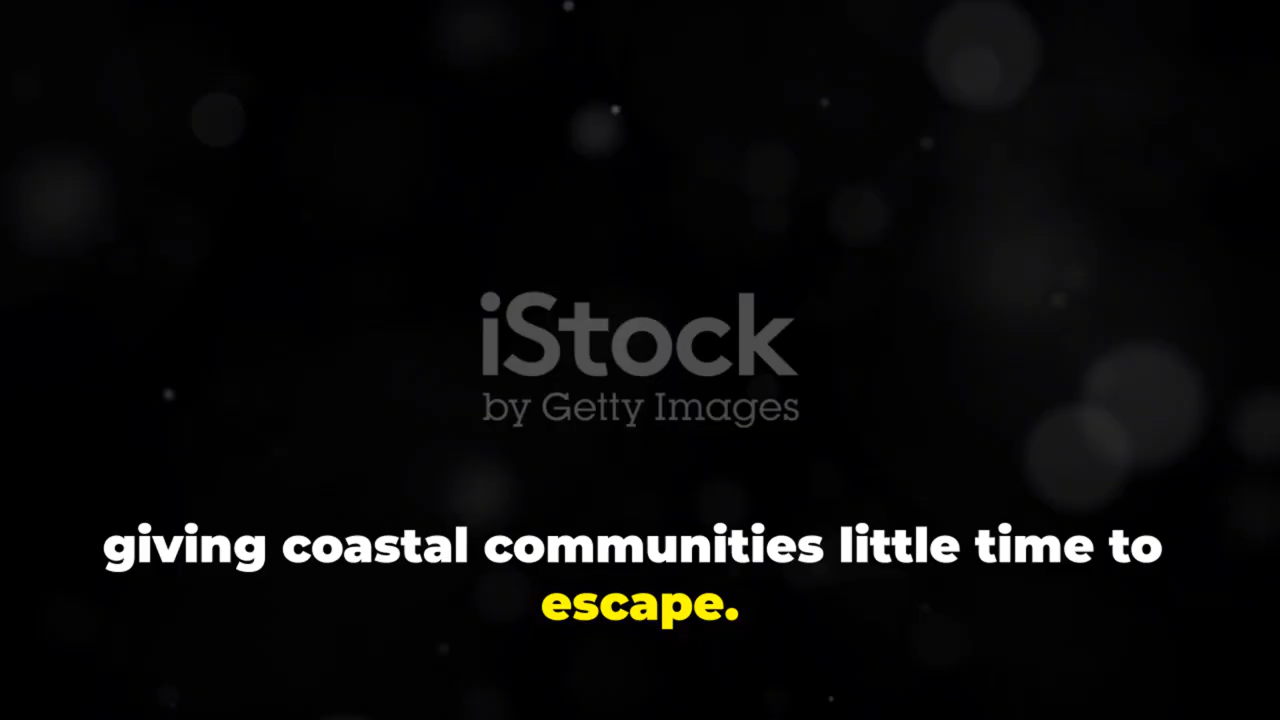 iStock
by Getty Images
giving coastal communities little time to
escape.